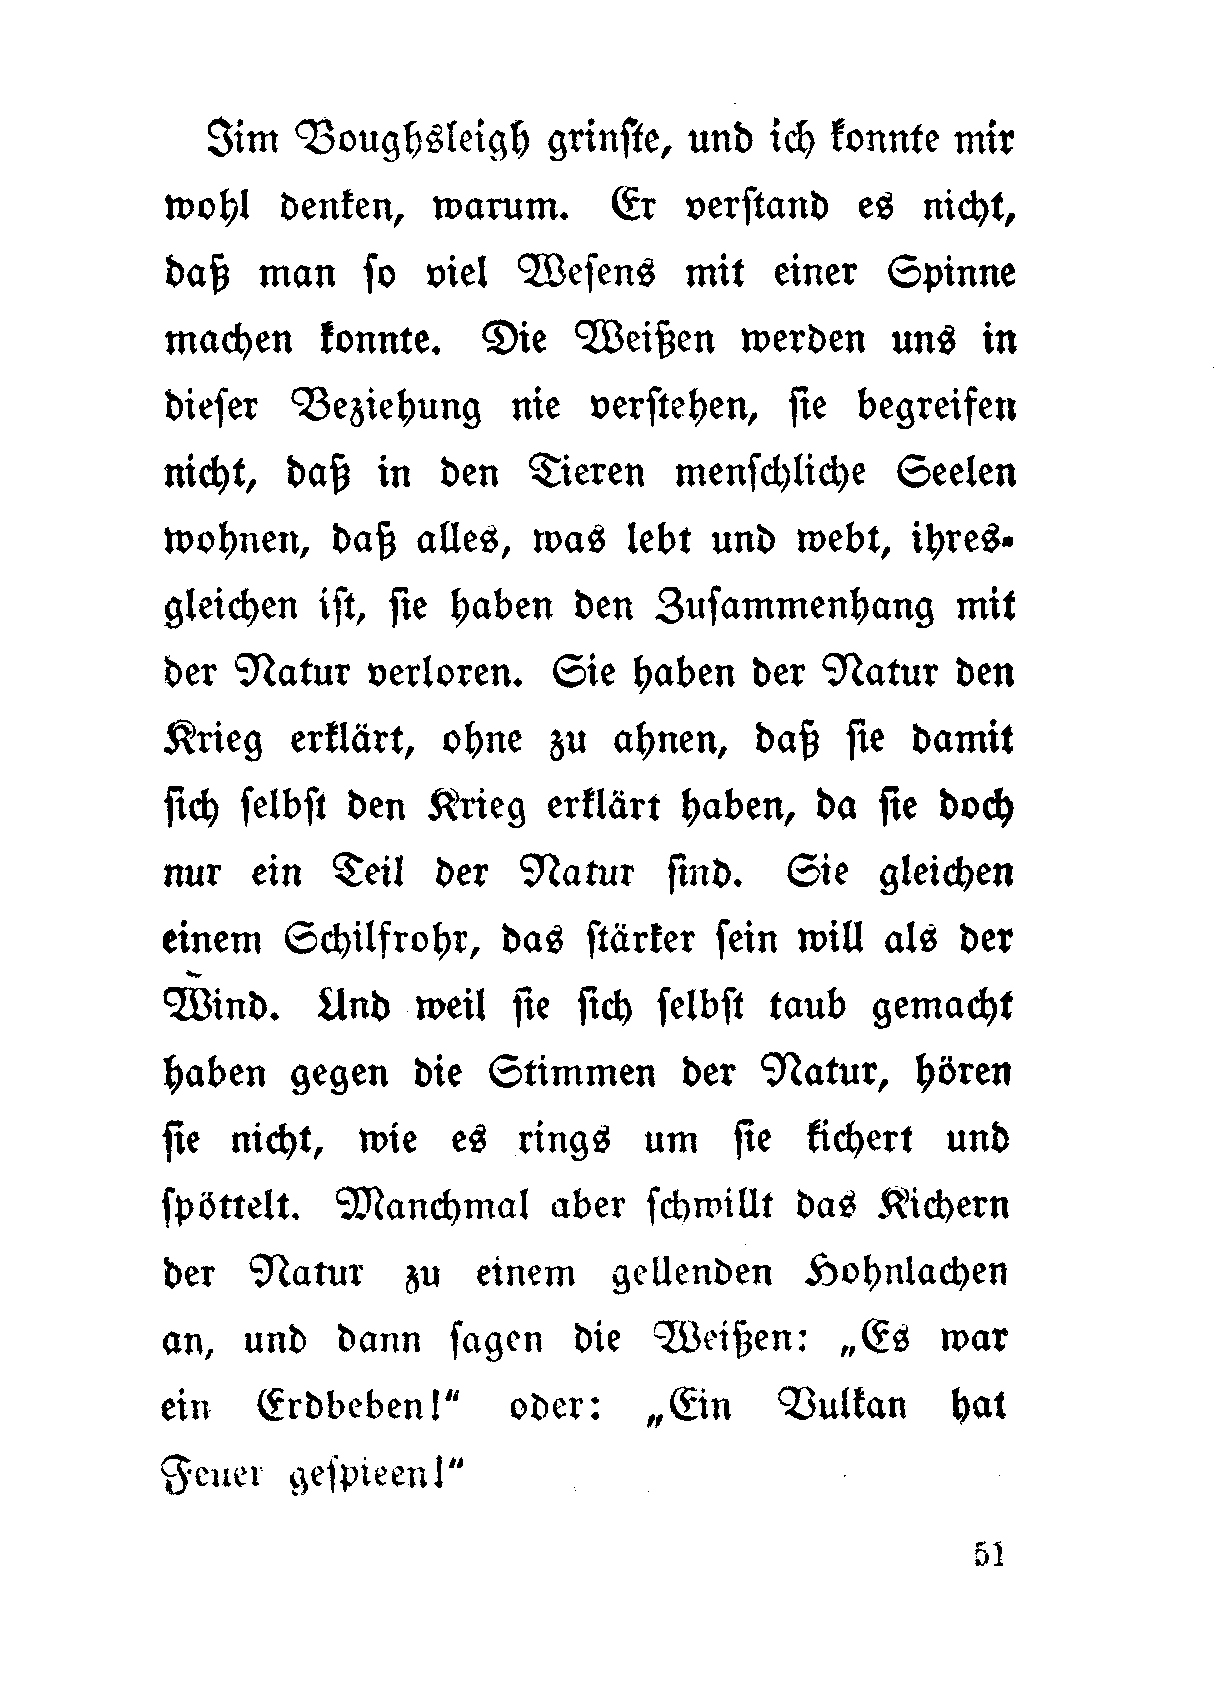 Jim Boughsleigh grinste, und ich konnte mir
wohl denken, warum. Er verstand es nicht,
daß man so viel Wesens mit einer Spinne
machen konnte. Die Weißen werden uns in
dieser Beziehung nie verstehen, sie begreifen
nicht, daß in den Tieren menschliche Seelen
wohnen, daß alles, was lebt und webt, ihres-
gleichen ist, sie haben den Zusammenhang mit
der Natur verloren. Sie haben der Natur den
Krieg erklärt, ohne zu ahnen, daß sie damit
sich selbst den Krieg erklärt haben, da sie doch
nur ein Teil der Natur sind. Sie gleichen
einem Schilfrohr, das stärker sein will als der
Wind. Und weil sie sich selbst taub gemacht
haben gegen die Stimmen der Natur, hören
sie nicht, wie es rings um sie kichert und
spöttelt. Manchmal aber schwillt das Kichern
der Natur zu einem gellenden Hohnlachen
an, und dann sagen die Weißen: „Es war
ein Erdbeben!“ oder: „Ein Vulkan hat
Feuer gespieen!“
51